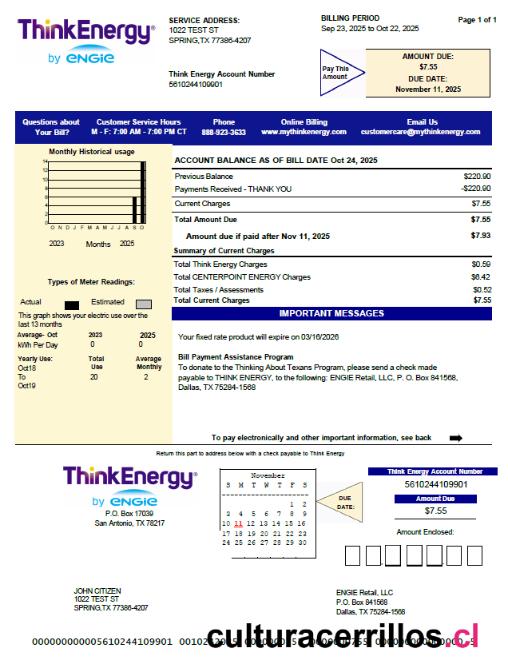 ThinkEnergy®
by ENGIE
SERVICE ADDRESS:
1022 TEST ST
SPRING,TX 77386-4207
Think Energy Account Number
5610244109901
BILLING PERIOD
Sep 23, 2025 to Oct 22, 2025
Page 1 of 1
Pay This
Amount
AMOUNT DUE:
$7.55
DUE DATE:
November 11, 2025
Questions about
Your Bill?
Customer Service Hours
M - F: 7:00 AM - 7:00 PM CT
Phone
888-923-3633
Online Billing
www.mythinkenergy.com
Email Us
customercare@mythinkenergy.com
Monthly Historical usage
14
12
10
8
6
4
2
0
O N D J F M A M J J A S O
2023 Months 2025
Types of Meter Readings:
Actual Estimated
This graph shows your electric use over the
last 13 months
Average- Oct 2023 2025
kWh Per Day 0 0
Yearly Use: Total Average
Oct18 Use Monthly
To 20 2
Oct19
ACCOUNT BALANCE AS OF BILL DATE Oct 24, 2025
Previous Balance $220.90
Payments Received - THANK YOU -$220.90
Current Charges $7.55
Total Amount Due $7.55
Amount due if paid after Nov 11, 2025 $7.93
Summary of Current Charges
Total Think Energy Charges $0.59
Total CENTERPOINT ENERGY Charges $6.42
Total Taxes / Assessments $0.52
Total Current Charges $7.55
IMPORTANT MESSAGES
Your fixed rate product will expire on 03/16/2026
Bill Payment Assistance Program
To donate to the Thinking About Texans Program, please send a check made
payable to THINK ENERGY, to the following: ENGIE Retail, LLC, P. O. Box 841568,
Dallas, TX 75284-1568
To pay electronically and other important information, see back
Return this part to address below with a check payable to Think Energy
ThinkEnergy®
by ENGIE
P.O. Box 17039
San Antonio, TX 78217
November
S M T W T F S
1 2
3 4 5 6 7 8 9
10 11 12 13 14 15 16
17 18 19 20 21 22 23
24 25 26 27 28 29 30
DUE
DATE:
Think Energy Account Number
5610244109901
Amount Due
$7.55
Amount Enclosed:
JOHN CITIZEN
1022 TEST ST
SPRING,TX 77386-4207
ENGIE Retail, LLC
P.O. Box 841568
Dallas, TX 75284-1568
culturacerrillos.cl